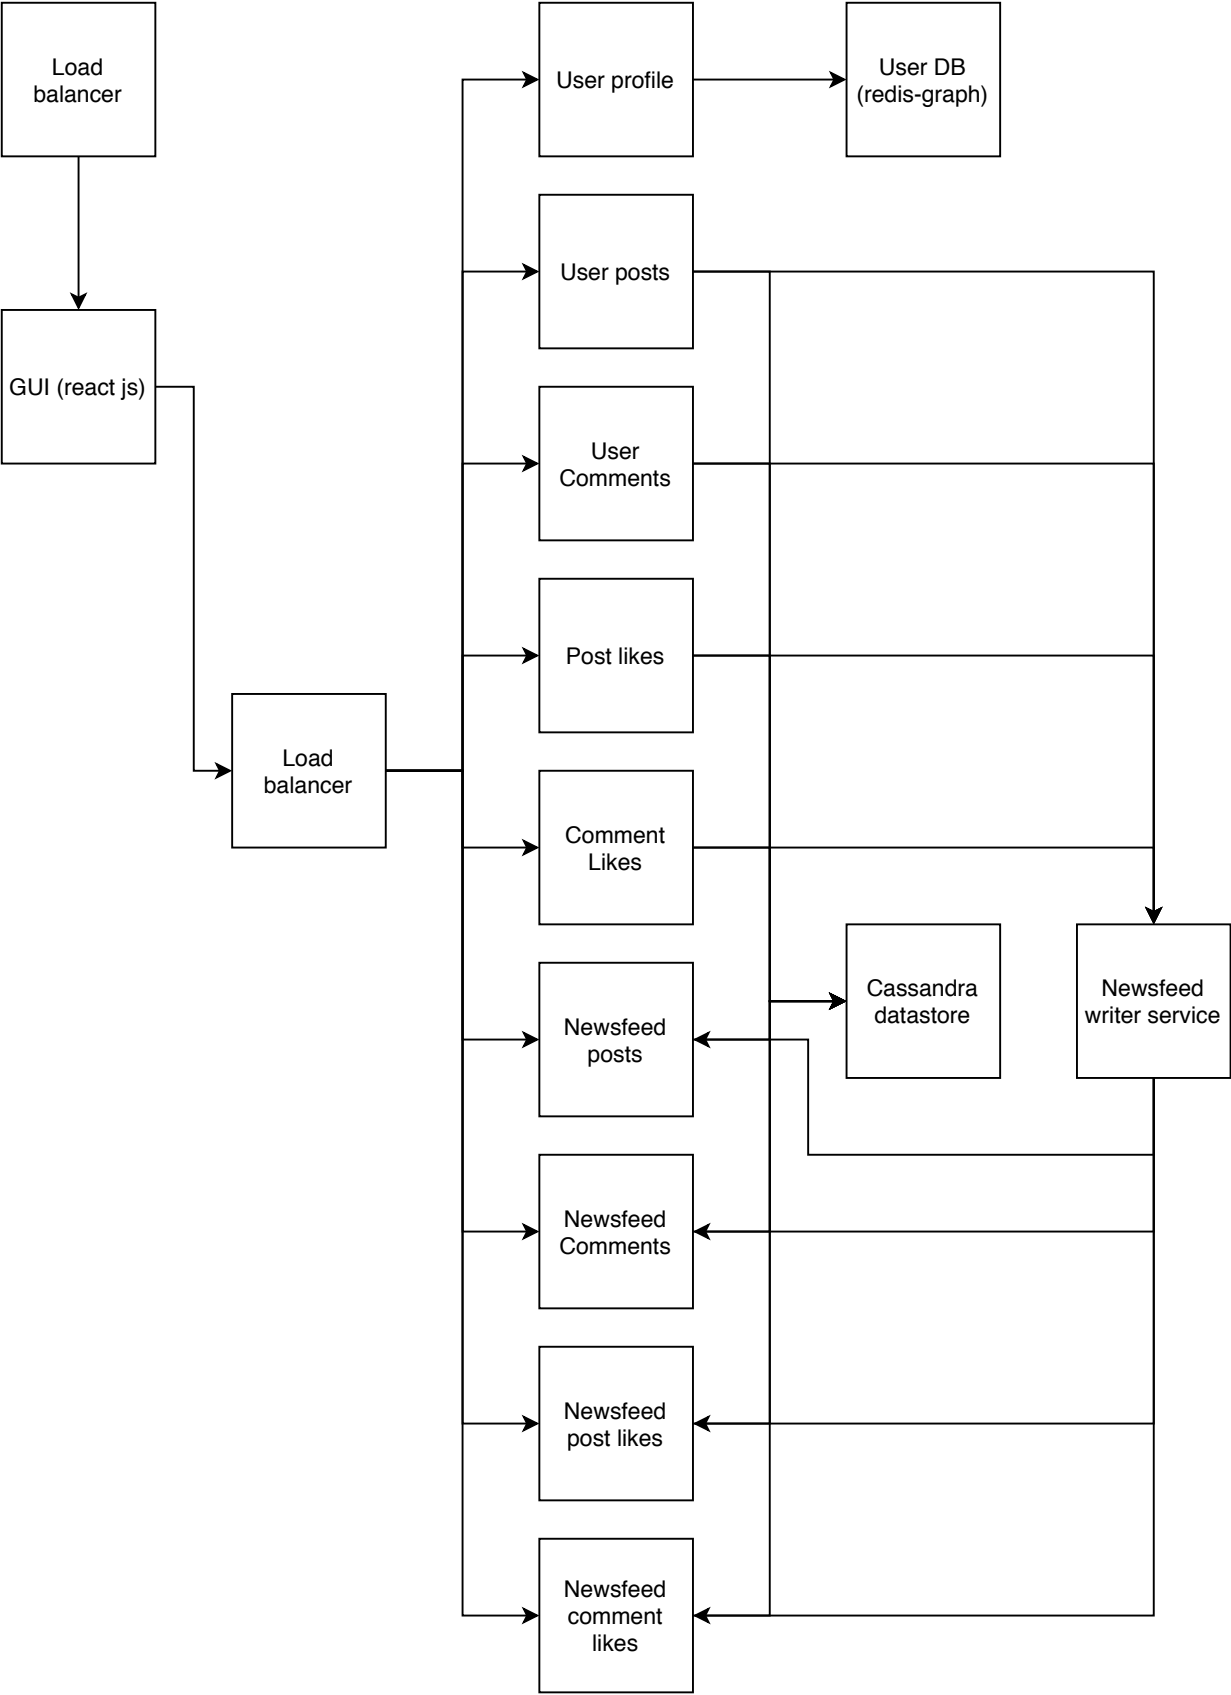 Load
balancer
User profile
User DB
(redis-graph)
User posts
GUI (react js)
User
Comments
Post likes
Load
balancer
Comment
Likes
Cassandra
datastore
Newsfeed
writer service
Newsfeed
posts
Newsfeed
Comments
Newsfeed
post likes
Newsfeed
comment
likes